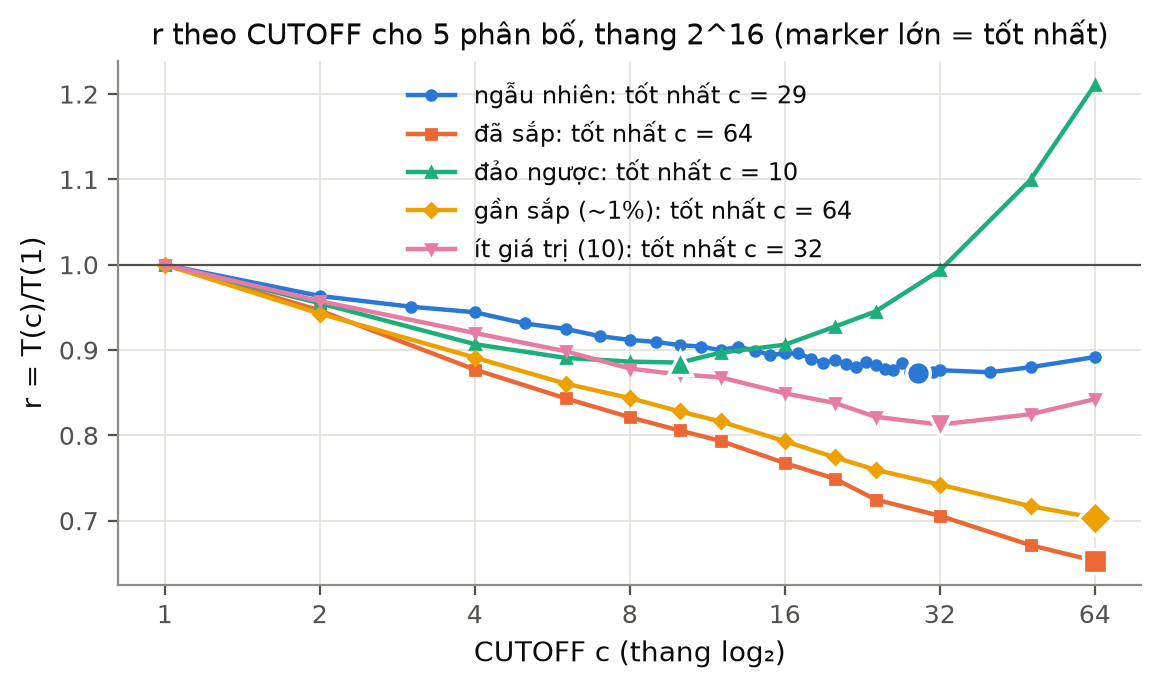 r theo CUTOFF cho 5 phân bố, thang 2^16 (marker lớn = tốt nhất)
ngẫu nhiên: tốt nhất c = 29
đã sắp: tốt nhất c = 64
đảo ngược: tốt nhất c = 10
gần sắp (~1%): tốt nhất c = 64
ít giá trị (10): tốt nhất c = 32
r = T(c)/T(1)
1.2
1.1
1.0
0.9
0.8
0.7
1 2 4 8 16 32 64
CUTOFF c (thang log₂)